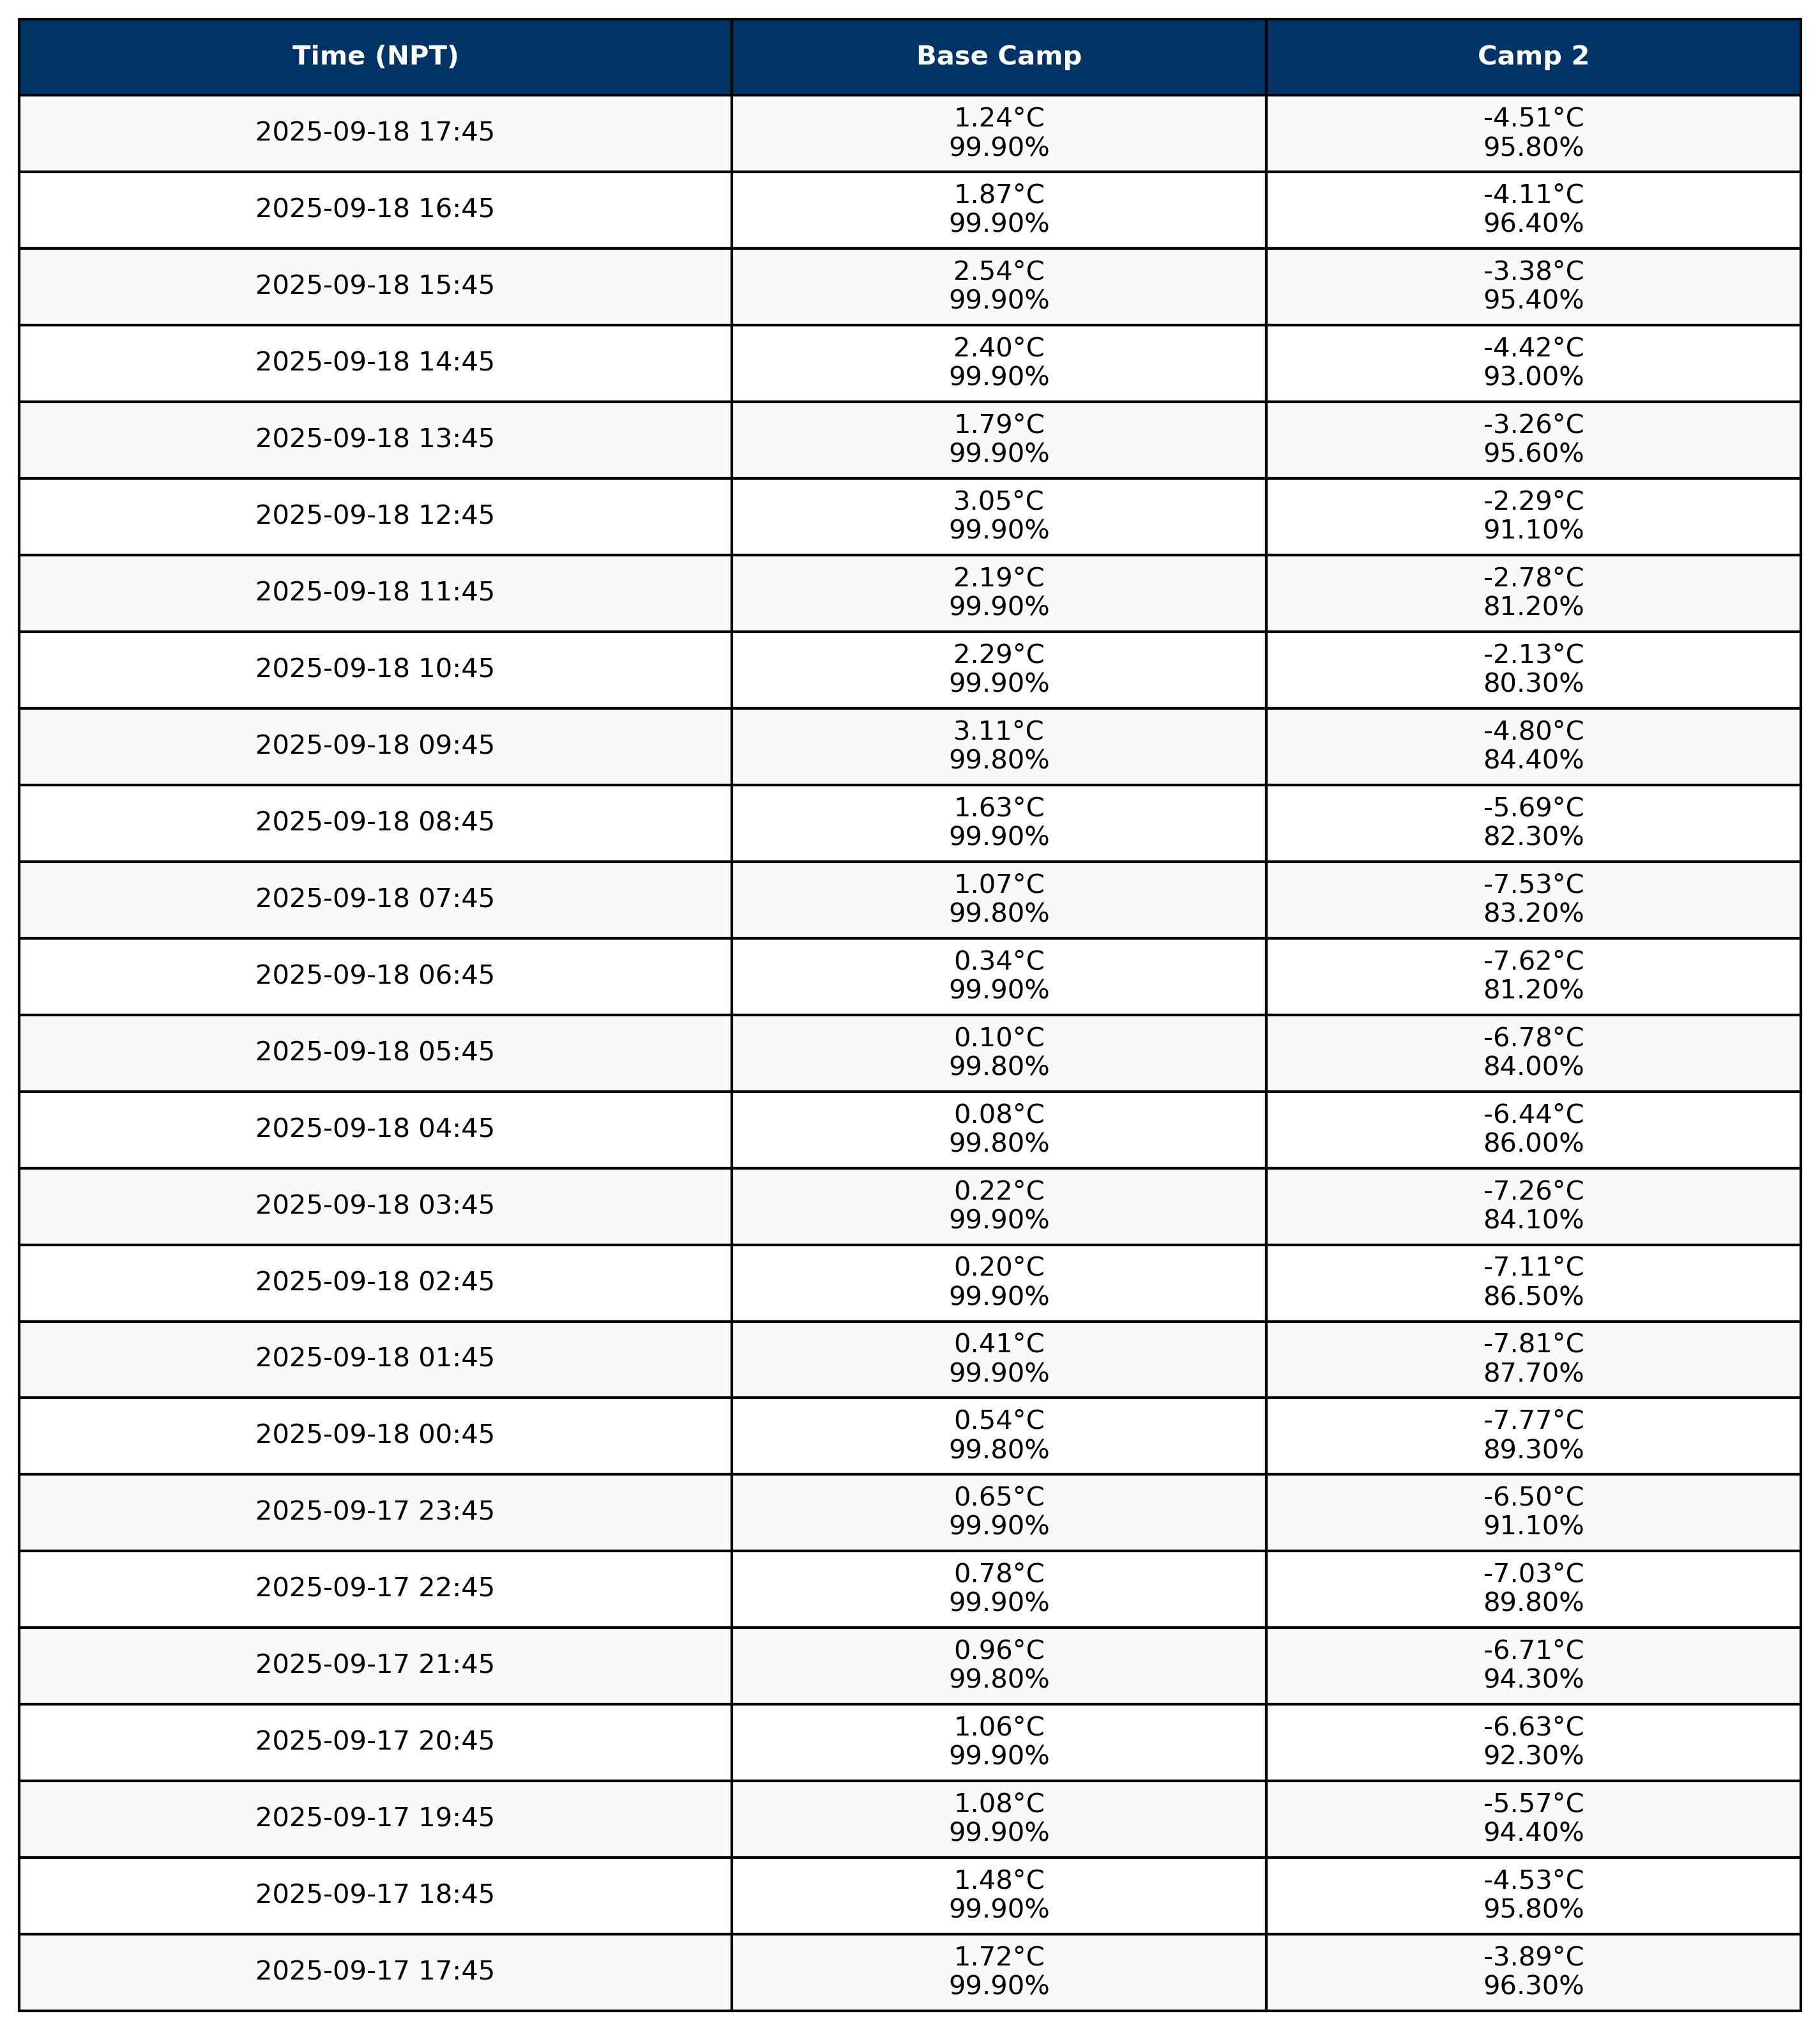 Time (NPT) Base Camp Camp 2
2025-09-18 17:45
1.24°C
99.90%
-4.51°C
95.80%
2025-09-18 16:45
1.87°C
99.90%
-4.11°C
96.40%
2025-09-18 15:45
2.54°C
99.90%
-3.38°C
95.40%
2025-09-18 14:45
2.40°C
99.90%
-4.42°C
93.00%
2025-09-18 13:45
1.79°C
99.90%
-3.26°C
95.60%
2025-09-18 12:45
3.05°C
99.90%
-2.29°C
91.10%
2025-09-18 11:45
2.19°C
99.90%
-2.78°C
81.20%
2025-09-18 10:45
2.29°C
99.90%
-2.13°C
80.30%
2025-09-18 09:45
3.11°C
99.80%
-4.80°C
84.40%
2025-09-18 08:45
1.63°C
99.90%
-5.69°C
82.30%
2025-09-18 07:45
1.07°C
99.80%
-7.53°C
83.20%
2025-09-18 06:45
0.34°C
99.90%
-7.62°C
81.20%
2025-09-18 05:45
0.10°C
99.80%
-6.78°C
84.00%
2025-09-18 04:45
0.08°C
99.80%
-6.44°C
86.00%
2025-09-18 03:45
0.22°C
99.90%
-7.26°C
84.10%
2025-09-18 02:45
0.20°C
99.90%
-7.11°C
86.50%
2025-09-18 01:45
0.41°C
99.90%
-7.81°C
87.70%
2025-09-18 00:45
0.54°C
99.80%
-7.77°C
89.30%
2025-09-17 23:45
0.65°C
99.90%
-6.50°C
91.10%
2025-09-17 22:45
0.78°C
99.90%
-7.03°C
89.80%
2025-09-17 21:45
0.96°C
99.80%
-6.71°C
94.30%
2025-09-17 20:45
1.06°C
99.90%
-6.63°C
92.30%
2025-09-17 19:45
1.08°C
99.90%
-5.57°C
94.40%
2025-09-17 18:45
1.48°C
99.90%
-4.53°C
95.80%
2025-09-17 17:45
1.72°C
99.90%
-3.89°C
96.30%